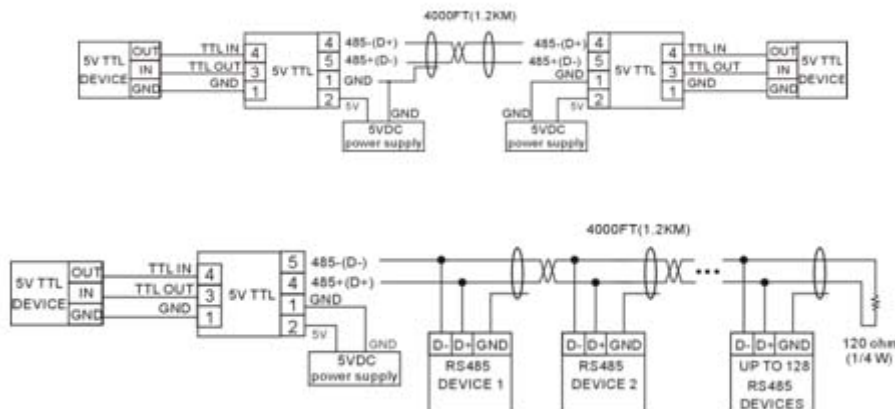 4000FT(1.2KM)
5V TTL DEVICE
OUT
IN
GND
TTL IN
TTL OUT
GND
4
3
1
5V TTL
4
5
1
2
485-(D+)
485+(D-)
GND
5V
GND
5VDC
power supply
485-(D+)
485+(D-)
GND
5V
GND
5VDC
power supply
4
5
1
2
5V TTL
4
3
1
TTL IN
TTL OUT
GND
OUT
IN
GND
5V TTL
DEVICE
4000FT(1.2KM)
5V TTL
DEVICE
OUT
IN
GND
TTL IN
TTL OUT
GND
4
3
1
5V TTL
5
4
1
2
485-(D-)
485+(D+)
GND
5V
GND
5VDC
power supply
D- D+ GND
RS485
DEVICE 1
D- D+ GND
RS485
DEVICE 2
D- D+ GND
UP TO 128
RS485
DEVICES
120 ohm
(1/4 W)